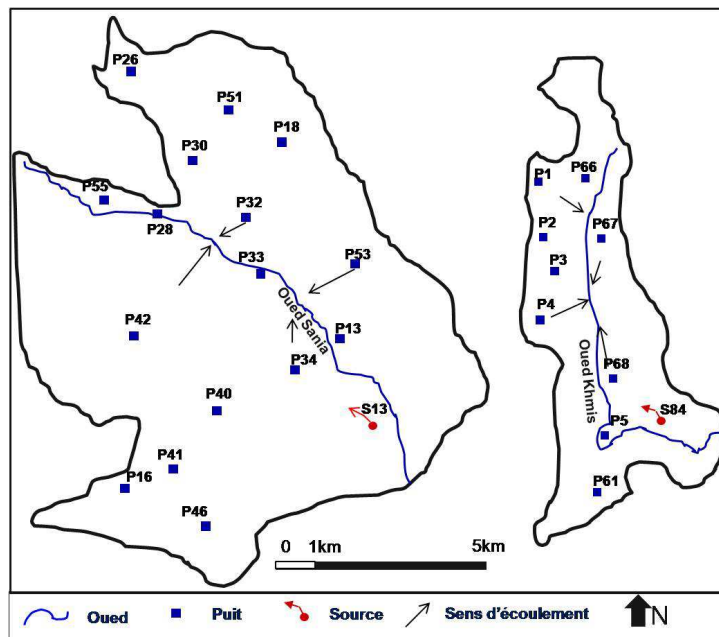 P26
P51
P18
P30
P1
P66
P55
P32
P28
P2
P67
P33
P53
P3
Oued Sania
P4
P42
P13
P34
Oued Khmis
P68
P40
S13
S84
P5
P41
P16
P61
P46
0 1km 5km
Oued Puit Source Sens d'écoulement N